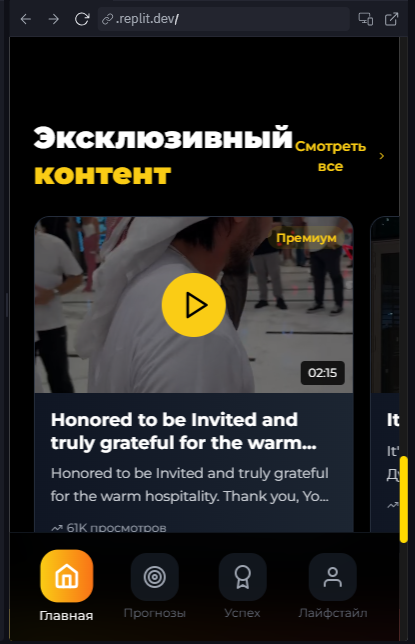 .replit.dev/
Эксклюзивный
контент
Смотреть
все
Премиум
02:15
Honored to be Invited and
truly grateful for the warm...
Honored to be Invited and truly grateful
for the warm hospitality. Thank you, Yo...
61K просмотров
It
It'
Главная
Прогнозы
Успех
Лайфстайл